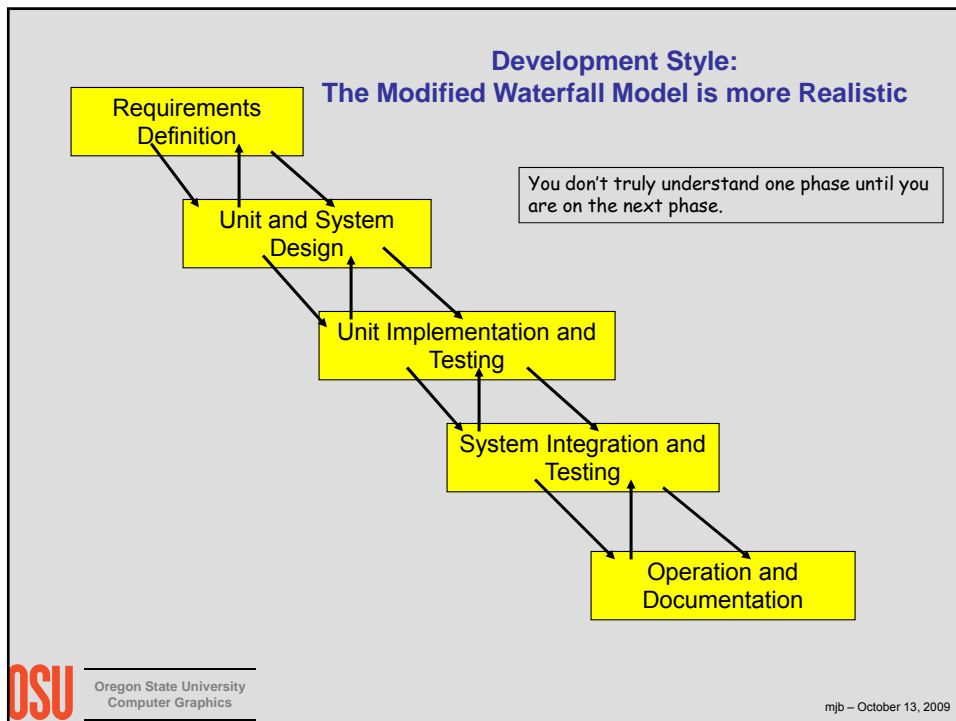 Development Style:
The Modified Waterfall Model is more Realistic
Requirements
Definition
You don't truly understand one phase until you
are on the next phase.
Unit and System
Design
Unit Implementation and
Testing
System Integration and
Testing
Operation and
Documentation
OSU
Oregon State University
Computer Graphics
mjb – October 13, 2009